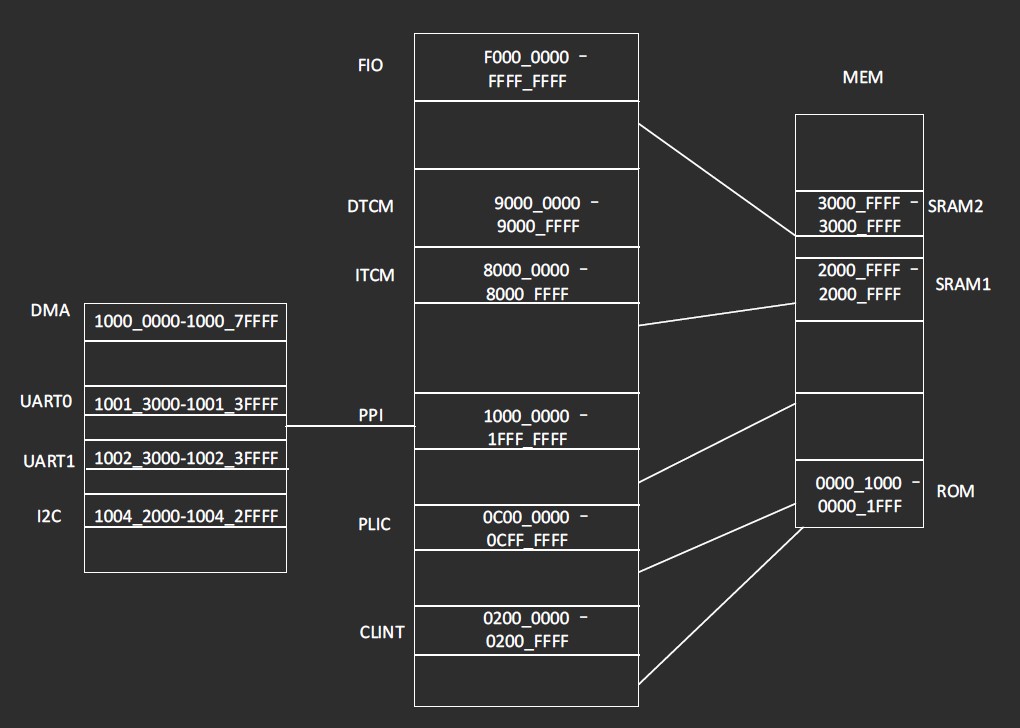 FIO
F000_0000 –
FFFF_FFFF
MEM
DTCM
9000_0000 –
9000_FFFF
3000_FFFF –
3000_FFFF
SRAM2
ITCM
8000_0000 –
8000_FFFF
2000_FFFF –
2000_FFFF
SRAM1
DMA
1000_0000-1000_7FFFF
UART0
1001_3000-1001_3FFFF
PPI
1000_0000 –
1FFF_FFFF
UART1
1002_3000-1002_3FFFF
I2C
1004_2000-1004_2FFFF
PLIC
0C00_0000 –
0CFF_FFFF
0000_1000 –
0000_1FFF
ROM
CLINT
0200_0000 –
0200_FFFF